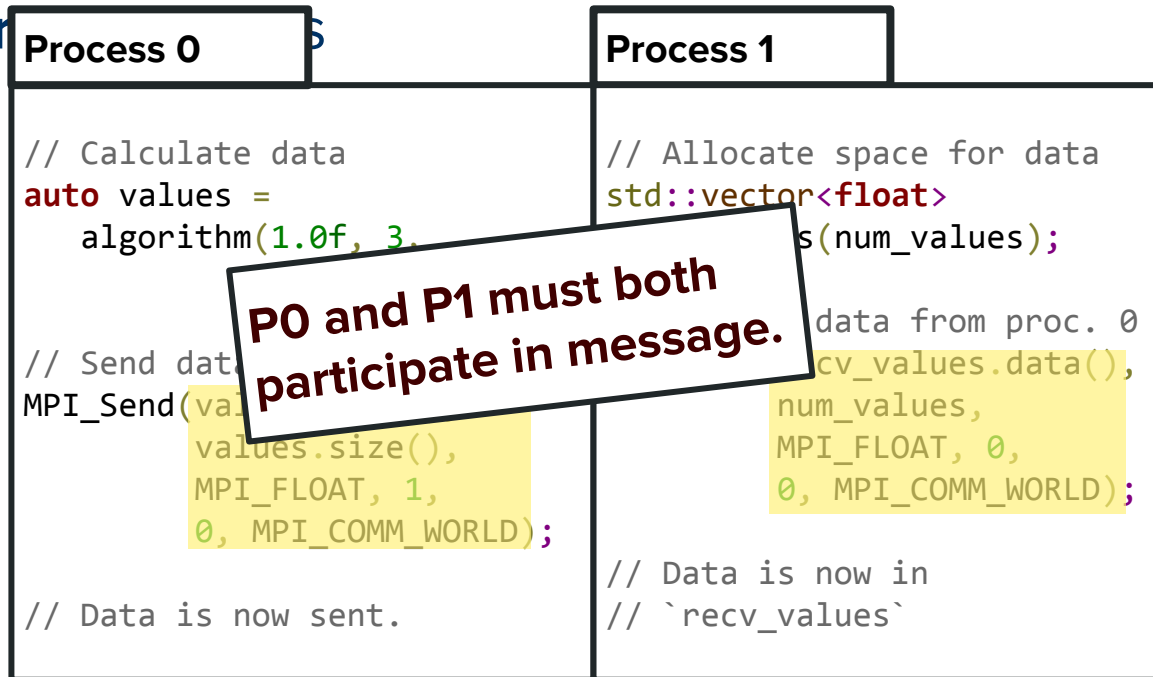 Process 0
// Calculate data
auto values =
algorithm(1.0f, 3.
// Send data
MPI_Send(
values.size(),
MPI_FLOAT, 1,
0, MPI_COMM_WORLD);
// Data is now sent.
P0 and P1 must both
participate in message.
Process 1
// Allocate space for data
std::vector<float>
s(num_values);
data from proc. 0
cv_values.data(),
num_values,
MPI_FLOAT, 0,
0, MPI_COMM_WORLD);
// Data is now in
// `recv_values`